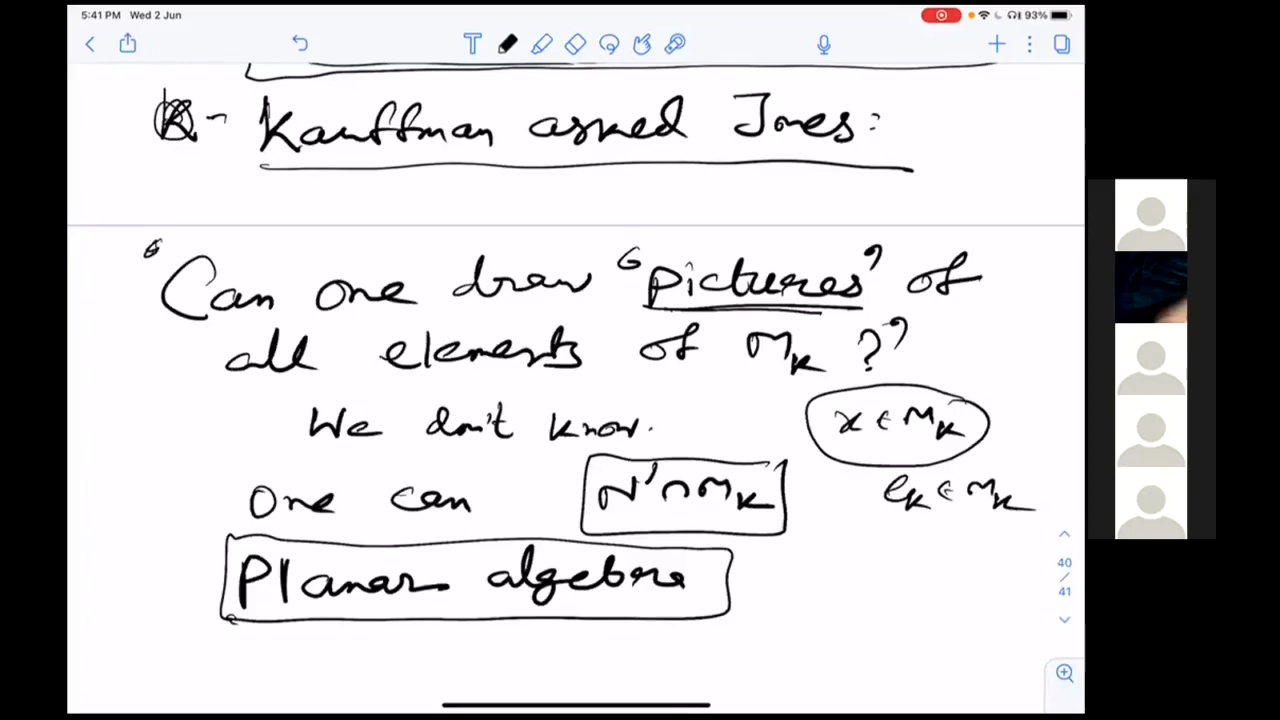 5:41 PM Wed 2 Jun
93%
K- Kauffman asked Jones:
"Can one draw "pictures" of
all elements of M_K ?"
We don't know.
x ∈ M_K
e_K ∈ M_K
One can N' ∩ M_K
Planar algebra
40
/
41